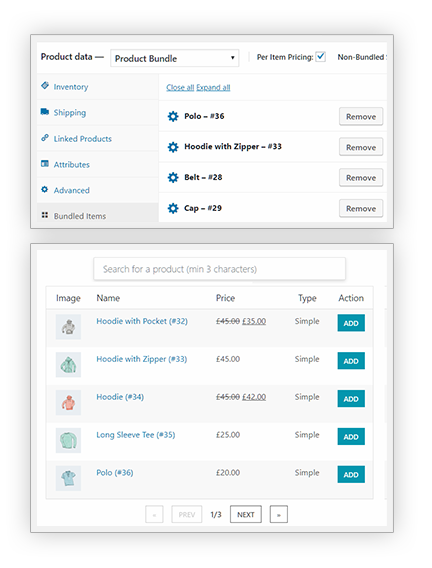 Product data — Product Bundle Per Item Pricing: Non-Bundled
Inventory
Shipping
Linked Products
Attributes
Advanced
Bundled Items
Close all Expand all
Polo – #36 Remove
Hoodie with Zipper – #33 Remove
Belt – #28 Remove
Cap – #29 Remove
Search for a product (min 3 characters)
Image Name Price Type Action
Hoodie with Pocket (#32) £45.00 £35.00 Simple ADD
Hoodie with Zipper (#33) £45.00 Simple ADD
Hoodie (#34) £45.00 £42.00 Simple ADD
Long Sleeve Tee (#35) £25.00 Simple ADD
Polo (#36) £20.00 Simple ADD
« PREV 1/3 NEXT »